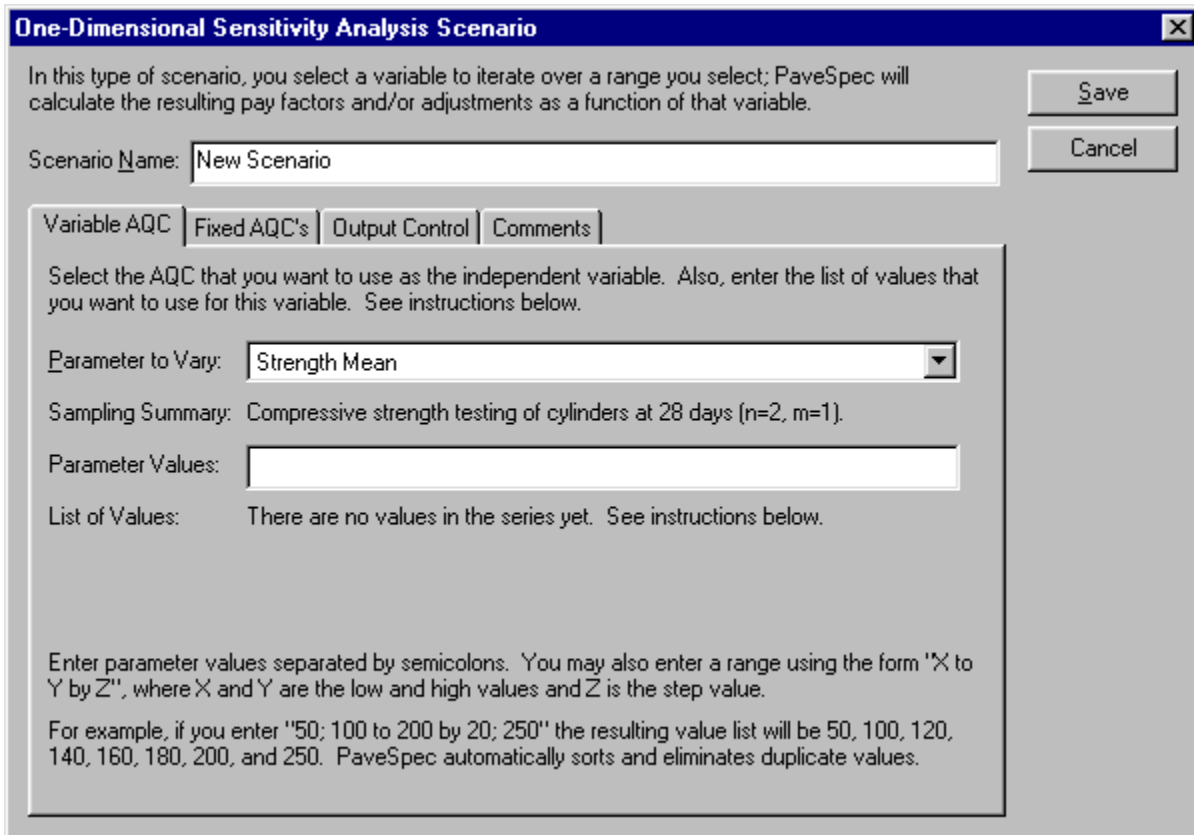 One-Dimensional Sensitivity Analysis Scenario
In this type of scenario, you select a variable to iterate over a range you select; PaveSpec will
calculate the resulting pay factors and/or adjustments as a function of that variable.
Save
Cancel
Scenario Name: New Scenario
Variable AQC Fixed AQC's Output Control Comments
Select the AQC that you want to use as the independent variable.  Also, enter the list of values that
you want to use for this variable.  See instructions below.
Parameter to Vary: Strength Mean
Sampling Summary: Compressive strength testing of cylinders at 28 days (n=2, m=1).
Parameter Values:
List of Values: There are no values in the series yet.  See instructions below.
Enter parameter values separated by semicolons.  You may also enter a range using the form "X to
Y by Z", where X and Y are the low and high values and Z is the step value.
For example, if you enter "50; 100 to 200 by 20; 250" the resulting value list will be 50, 100, 120,
140, 160, 180, 200, and 250.  PaveSpec automatically sorts and eliminates duplicate values.